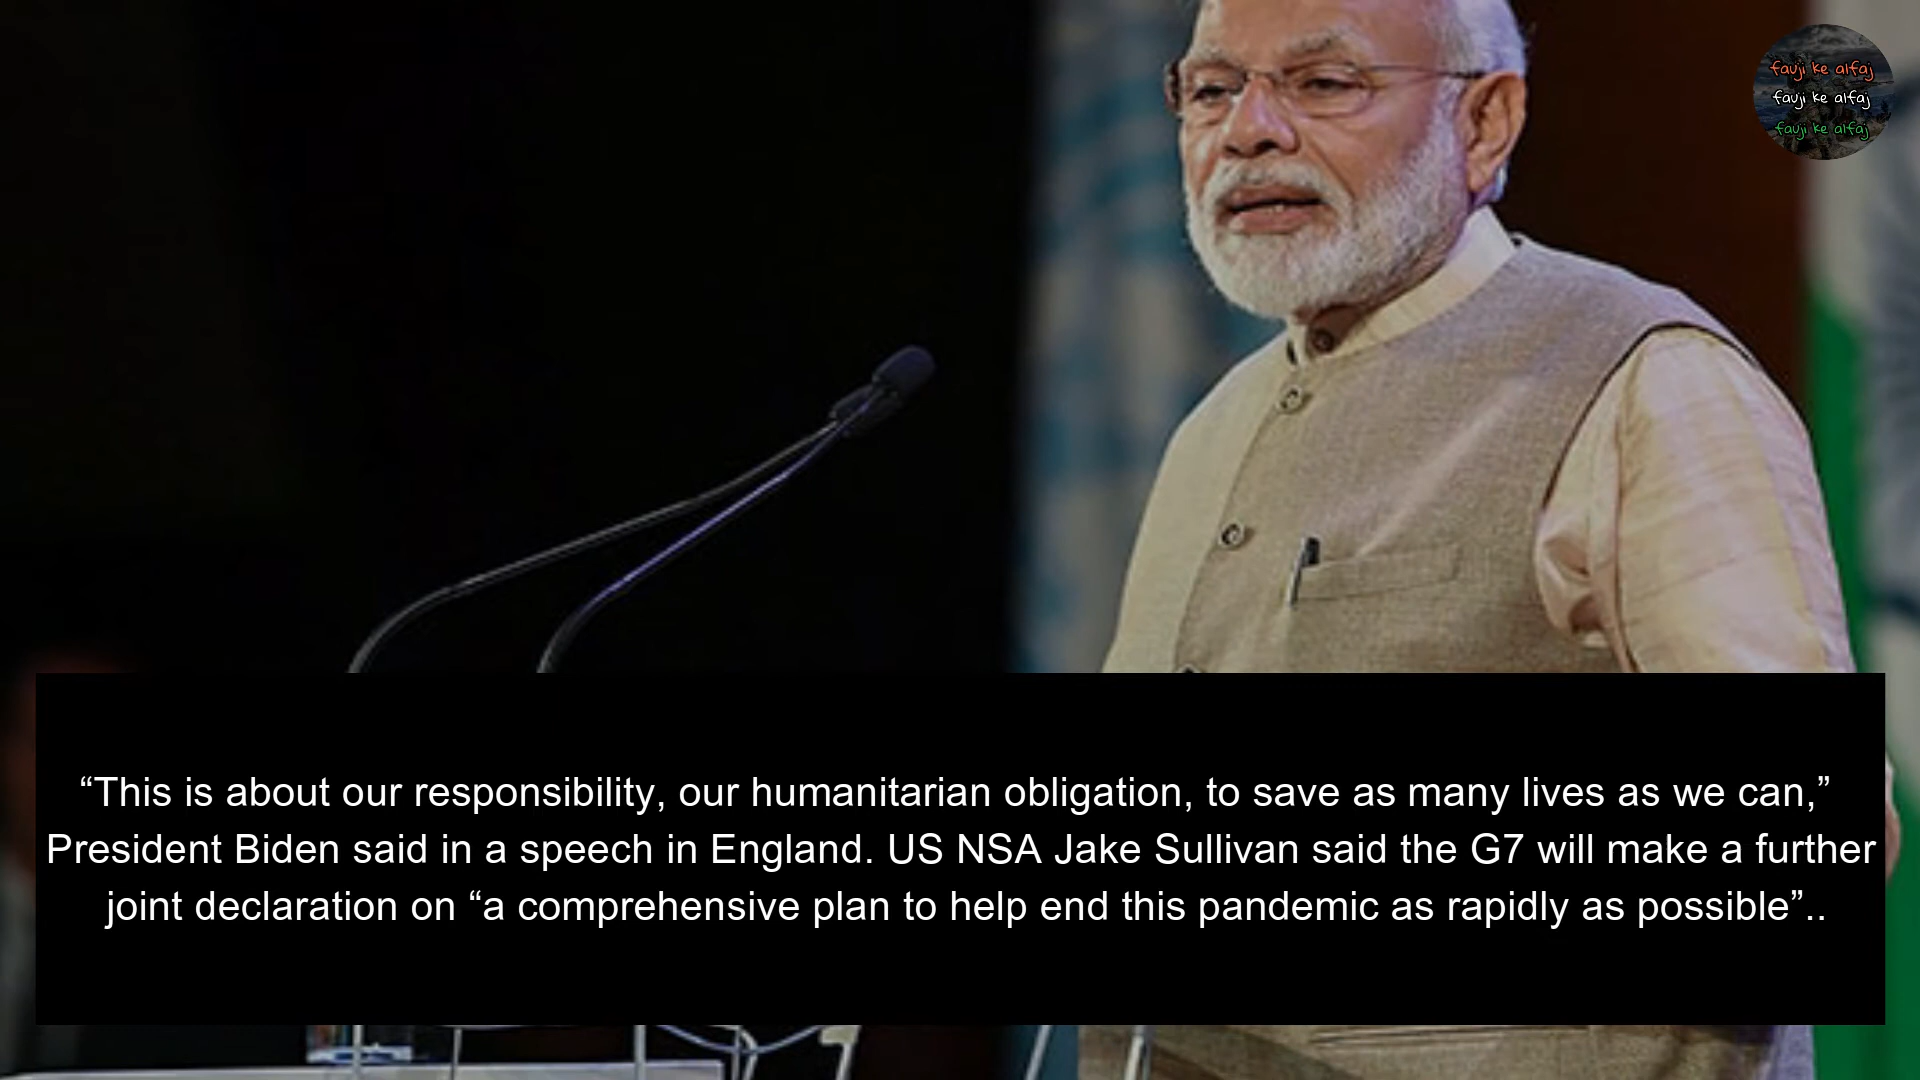 fauji ke alfaj
fauji ke alfaj
fauji ke alfaj
“This is about our responsibility, our humanitarian obligation, to save as many lives as we can,”
President Biden said in a speech in England. US NSA Jake Sullivan said the G7 will make a further
joint declaration on “a comprehensive plan to help end this pandemic as rapidly as possible”..